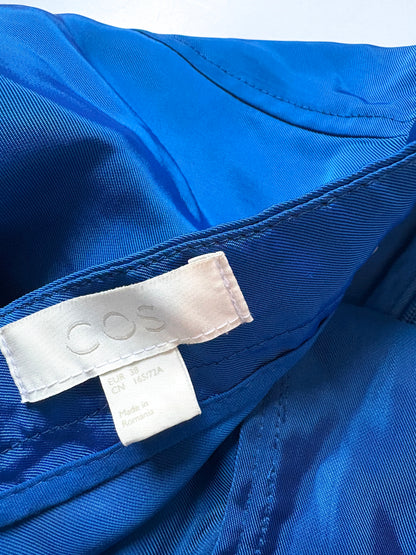 COS
EUR 38
CN 165/72A
Made in
Romania